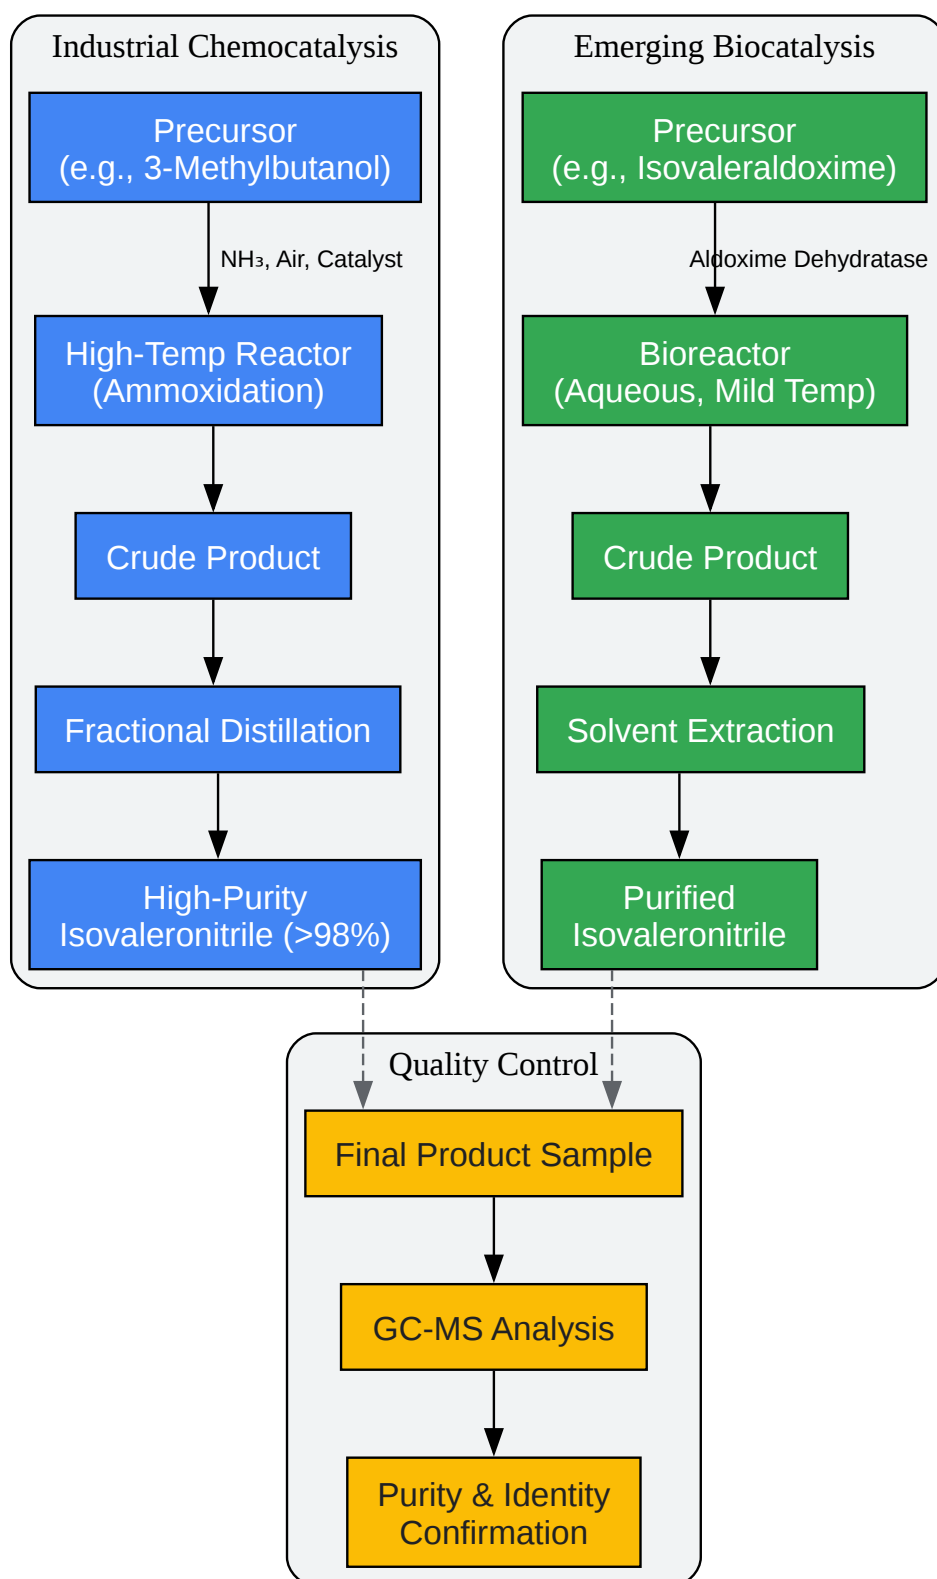 Industrial Chemocatalysis
Precursor
(e.g., 3-Methylbutanol)
NH₃, Air, Catalyst
High-Temp Reactor
(Ammoxidation)
Crude Product
Fractional Distillation
High-Purity
Isovaleronitrile (>98%)
Emerging Biocatalysis
Precursor
(e.g., Isovaleraldoxime)
Aldoxime Dehydratase
Bioreactor
(Aqueous, Mild Temp)
Crude Product
Solvent Extraction
Purified
Isovaleronitrile
Quality Control
Final Product Sample
GC-MS Analysis
Purity & Identity
Confirmation